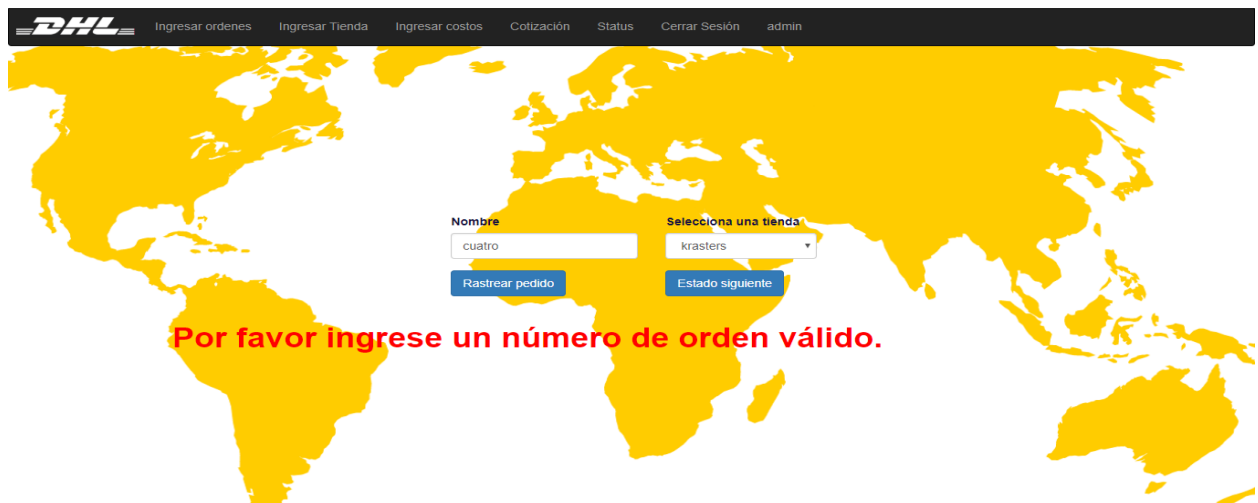 DHL Ingresar ordenes Ingresar Tienda Ingresar costos Cotización Status Cerrar Sesión admin
Nombre Selecciona una tienda
cuatro krasters
Rastrear pedido Estado siguiente
Por favor ingrese un número de orden válido.